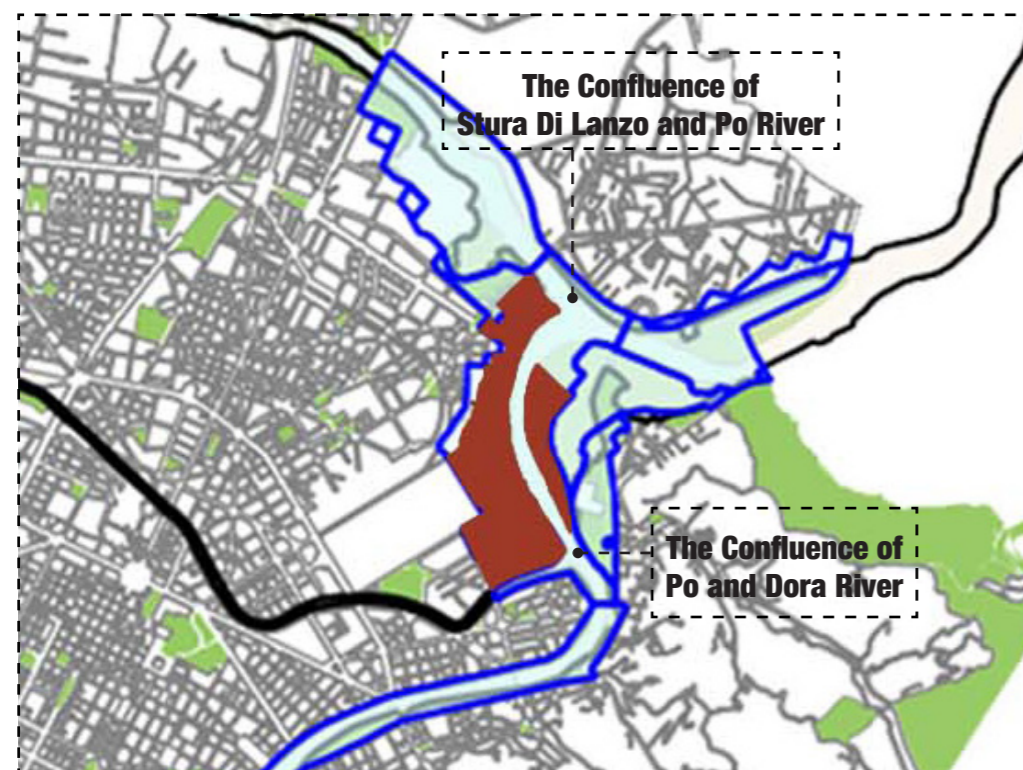 The Confluence of
Stura Di Lanzo and Po River
The Confluence of
Po and Dora River